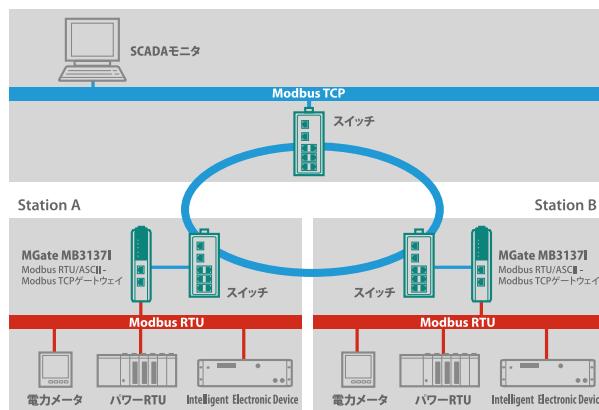 SCADAモニタ
Modbus TCP
スイッチ
Station A
Station B
MGate MB3137I
Modbus RTU/ASCII -
Modbus TCPゲートウェイ
スイッチ
スイッチ
MGate MB3137I
Modbus RTU/ASCII -
Modbus TCPゲートウェイ
Modbus RTU
Modbus RTU
電力メータ
パワーRTU
Intelligent Electronic Device
電力メータ
パワーRTU
Intelligent Electronic Device